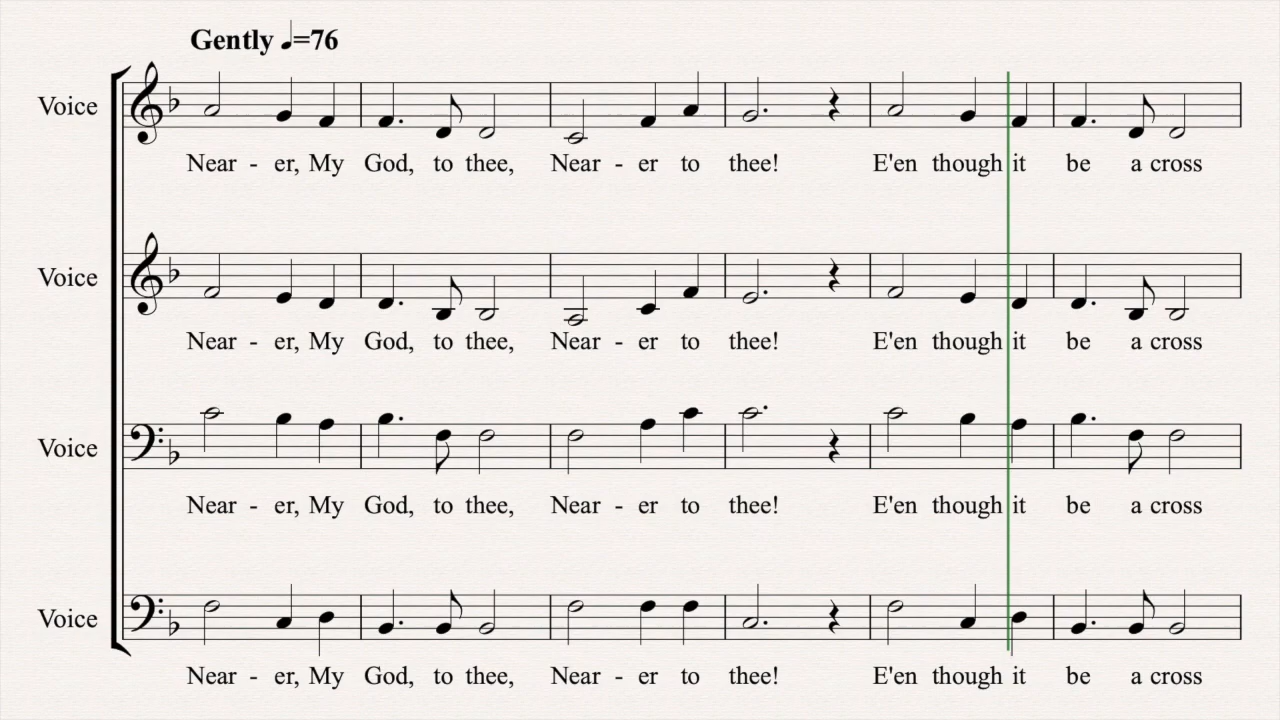 Gently ♩=76
Voice
Near - er, My God, to thee, Near - er to thee! E'en though it be a cross
Voice
Near - er, My God, to thee, Near - er to thee! E'en though it be a cross
Voice
Near - er, My God, to thee, Near - er to thee! E'en though it be a cross
Voice
Near - er, My God, to thee, Near - er to thee! E'en though it be a cross